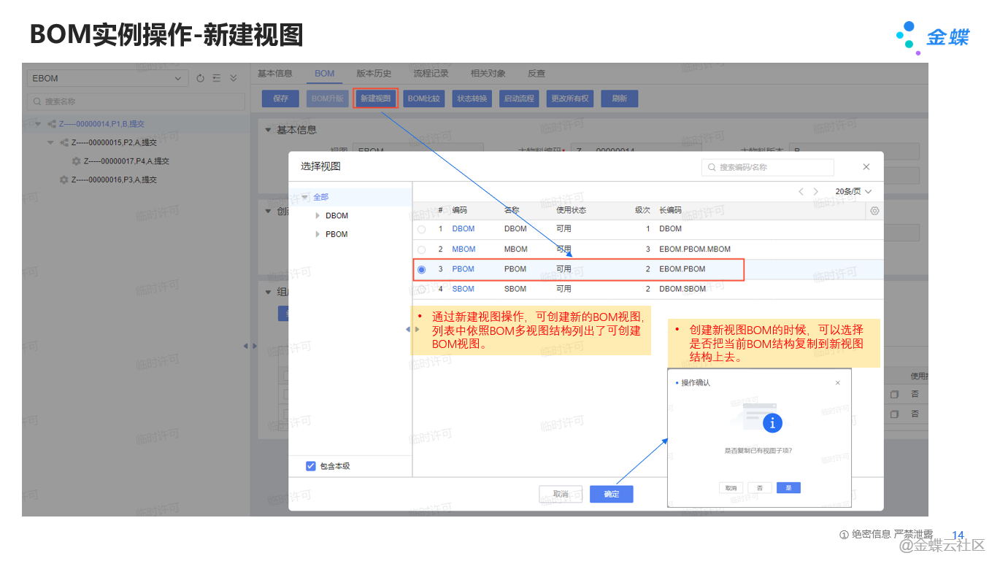 BOM实例操作-新建视图
金蝶
EBOM
搜索名称
Z-----00000014,P1,B,提交
Z-----00000015,P2,A,提交
Z-----00000017,P4,A,提交
Z-----00000016,P3,A,提交
基本信息 BOM 版本历史 流程记录 相关对象 反查
保存 BOM升版 新建视图 BOM比较 状态转换 启动流程 更改所有权 刷新
基本信息
视图 EBOM 主物料编码* Z-----00000014 主物料版本 B
选择视图 搜索编码/名称
20条/页
全部
DBOM
PBOM
# 编码 名称 使用状态 级次 长编码
1 DBOM DBOM 可用 1 DBOM
2 MBOM MBOM 可用 3 EBOM.PBOM.MBOM
3 PBOM PBOM 可用 2 EBOM.PBOM
4 SBOM SBOM 可用 2 DBOM.SBOM
• 通过新建视图操作，可创建新的BOM视图，
列表中依照BOM多视图结构列出了可创建
BOM视图。
• 创建新视图BOM的时候，可以选择
是否把当前BOM结构复制到新视图
结构上去。
操作确认
是否复制已有视图子项?
取消 否 是
否
否
包含本级
取消 确定
临时许可
① 绝密信息 严禁泄露 14
@金蝶云社区